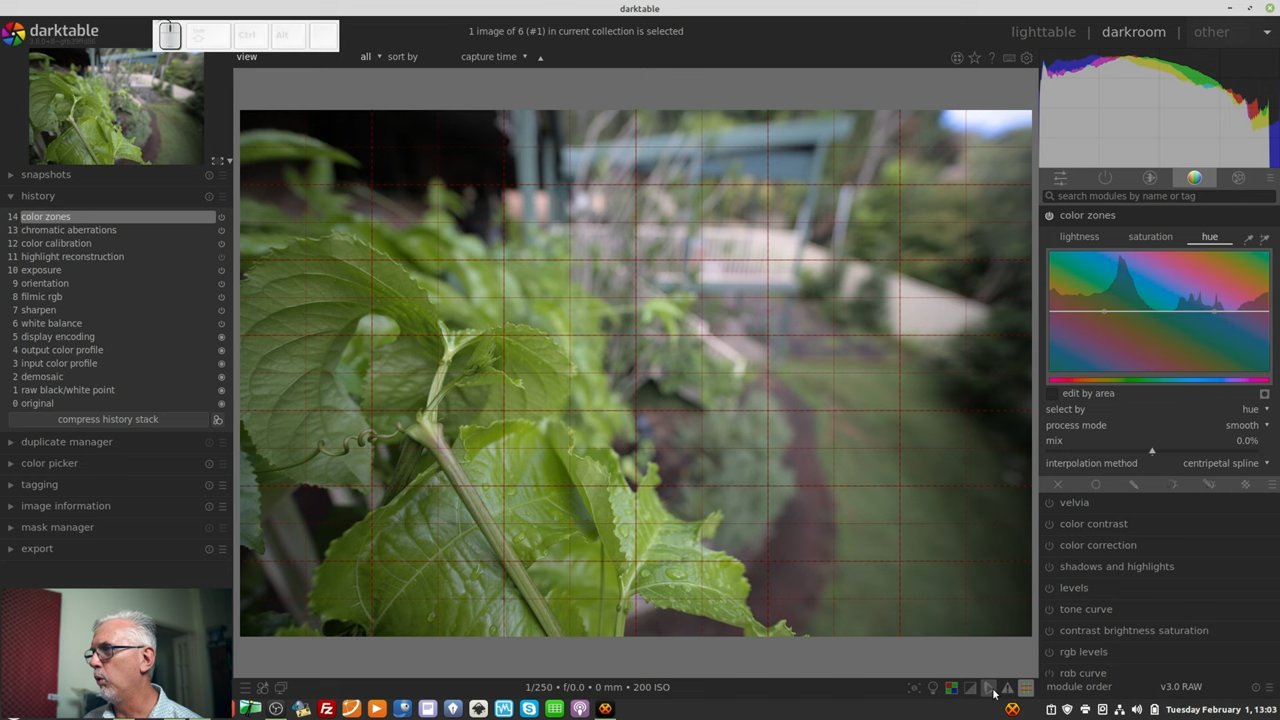 darktable
darktable
Ctrl
Alt
1 image of 6 (#1) in current collection is selected
lighttable | darkroom | other
view
all
sort by
capture time
snapshots
history
14 color zones
13 chromatic aberrations
12 color calibration
11 highlight reconstruction
10 exposure
9 orientation
8 filmic rgb
7 sharpen
6 white balance
5 display encoding
4 output color profile
3 input color profile
2 demosaic
1 raw black/white point
0 original
compress history stack
duplicate manager
color picker
tagging
image information
mask manager
export
1/250 • f/0.0 • 0 mm • 200 ISO
search modules by name or tag
color zones
lightness
saturation
hue
edit by area
select by
hue
process mode
smooth
mix
0.0%
interpolation method
centripetal spline
velvia
color contrast
color correction
shadows and highlights
levels
tone curve
contrast brightness saturation
rgb levels
rgb curve
module order
v3.0 RAW
Tuesday February 1, 13:03